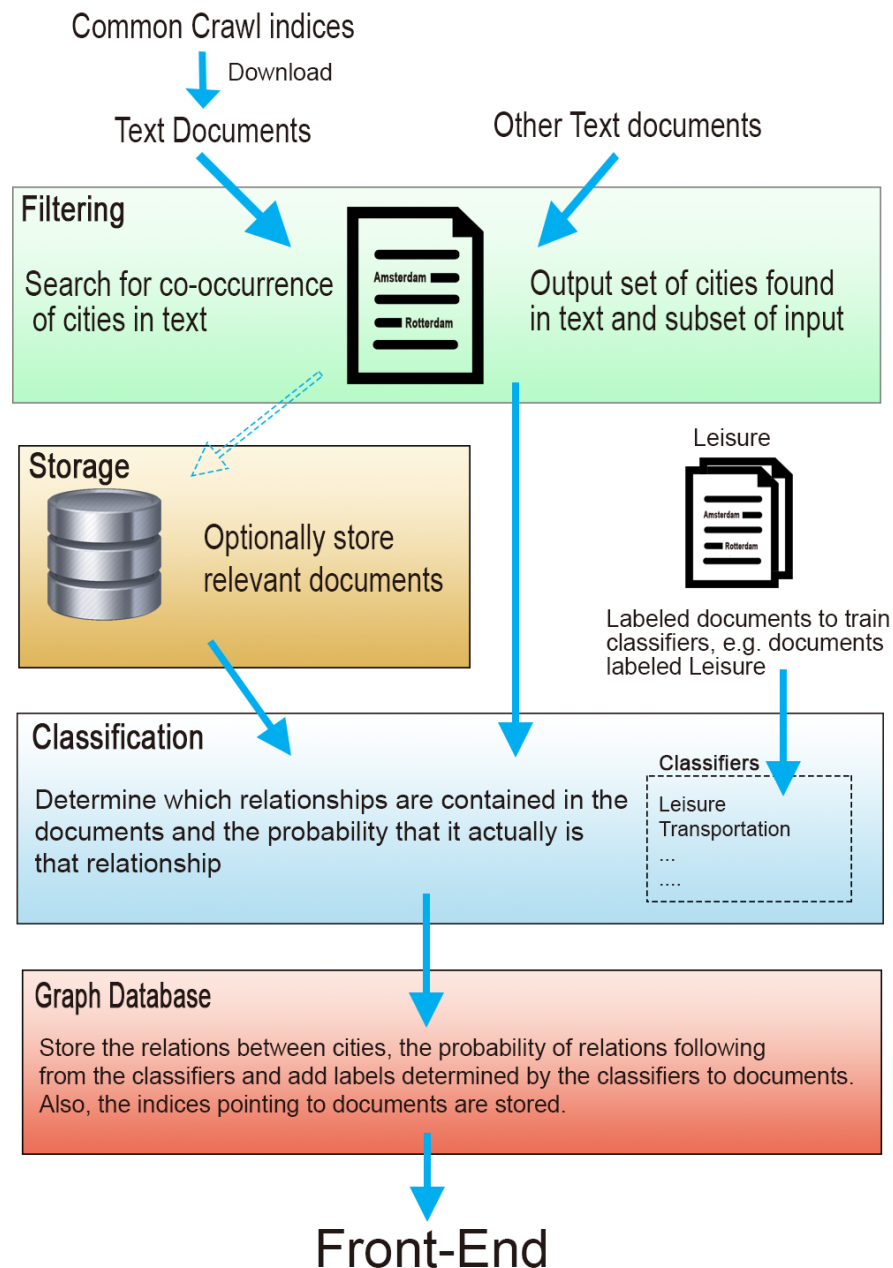 Common Crawl indices
Download
Text Documents
Other Text documents
Filtering
Search for co-occurrence
of cities in text
Amsterdam
Rotterdam
Output set of cities found
in text and subset of input
Storage
Optionally store
relevant documents
Leisure
Amsterdam
Rotterdam
Labeled documents to train
classifiers, e.g. documents
labeled Leisure
Classification
Determine which relationships are contained in the
documents and the probability that it actually is
that relationship
Classifiers
Leisure
Transportation
...
....
Graph Database
Store the relations between cities, the probability of relations following
from the classifiers and add labels determined by the classifiers to documents.
Also, the indices pointing to documents are stored.
Front-End